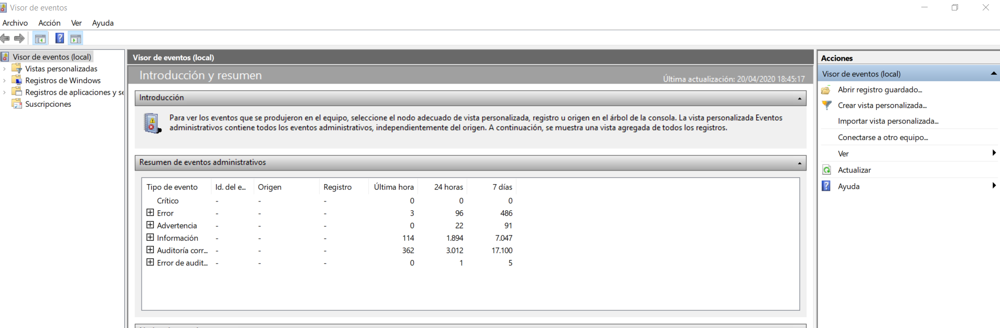 Visor de eventos
Archivo Acción Ver Ayuda
Visor de eventos (local)
Vistas personalizadas
Registros de Windows
Registros de aplicaciones y se
Suscripciones
Visor de eventos (local)
Introducción y resumen
Última actualización: 20/04/2020 18:45:17
Introducción
Para ver los eventos que se produjeron en el equipo, seleccione el nodo adecuado de vista personalizada, registro u origen en el árbol de la consola. La vista personalizada Eventos
administrativos contiene todos los eventos administrativos, independientemente del origen. A continuación, se muestra una vista agregada de todos los registros.
Resumen de eventos administrativos
Tipo de evento Id. del e... Origen Registro Última hora 24 horas 7 días
Crítico - - - 0 0 0
Error - - - 3 96 486
Advertencia - - - 0 22 91
Información - - - 114 1.894 7.047
Auditoría corr... - - - 362 3.012 17.100
Error de audit... - - - 0 1 5
Acciones
Visor de eventos (local)
Abrir registro guardado...
Crear vista personalizada...
Importar vista personalizada...
Conectarse a otro equipo...
Ver
Actualizar
Ayuda